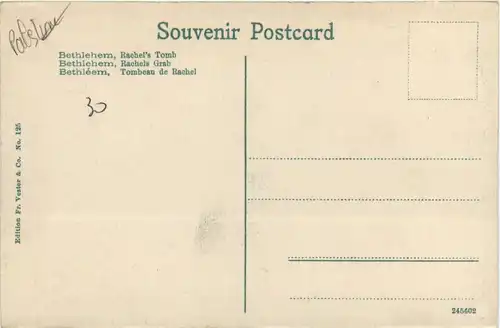 Palestine
Souvenir Postcard
Bethlehem, Rachel's Tomb
Bethlehem, Rachels Grab
Bethléem, Tombeau de Rachel
30
Edition Fr. Vester & Co. No. 125
245602